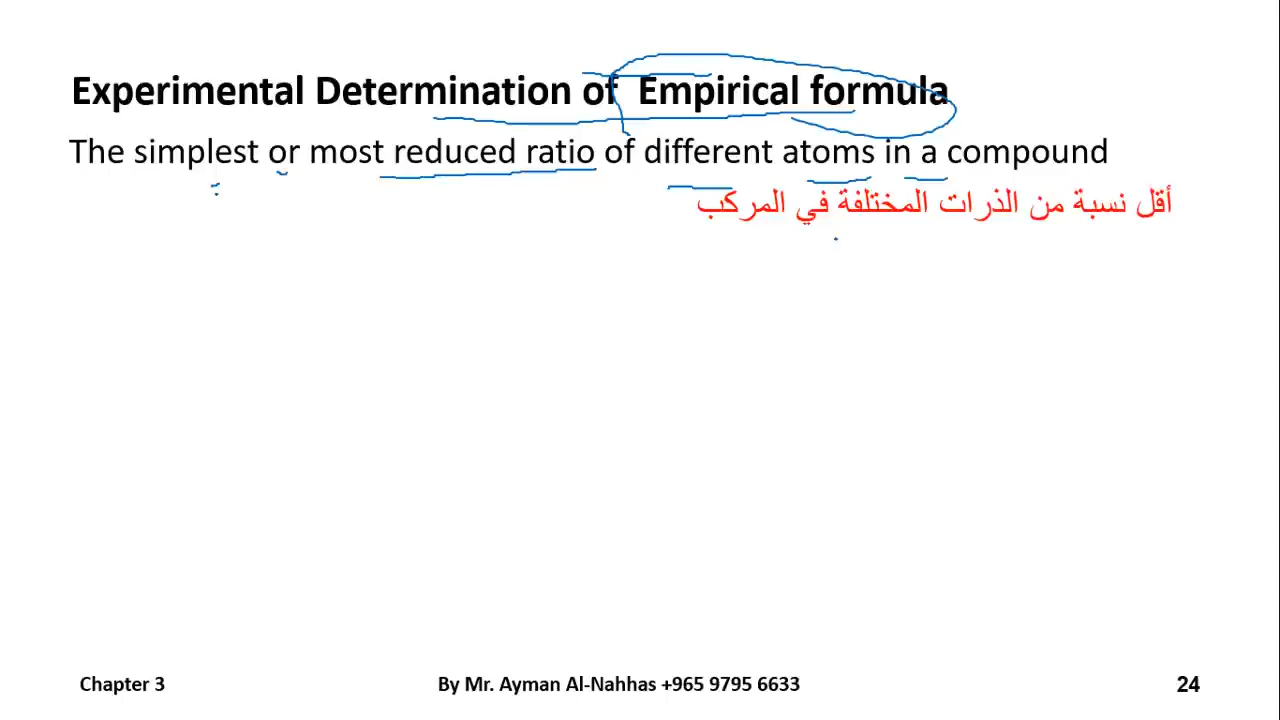 Experimental Determination of Empirical formula
The simplest or most reduced ratio of different atoms in a compound
أقل نسبة من الذرات المختلفة في المركب
Chapter 3
By Mr. Ayman Al-Nahhas +965 9795 6633
24